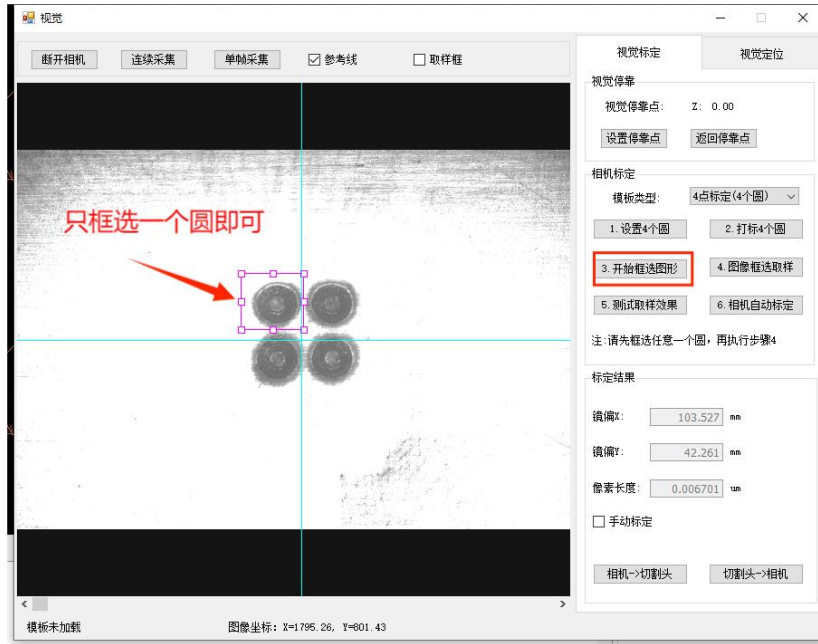 视觉
断开相机 连续采集 单帧采集 参考线 取样框
视觉标定 视觉定位
视觉停靠
视觉停靠点: Z: 0.00
设置停靠点 返回停靠点
相机标定
模板类型: 4点标定(4个圆)
1.设置4个圆 2.打标4个圆
3.开始框选图形 4.图像框选取样
5.测试取样效果 6.相机自动标定
注:请先框选任意一个圆，再执行步骤4
只框选一个圆即可
标定结果
镜偏X: 103.527 mm
镜偏Y: 42.261 mm
像素长度: 0.006701 um
手动标定
相机->切割头 切割头->相机
模板未加载 图像坐标: X=1795.26, Y=801.43